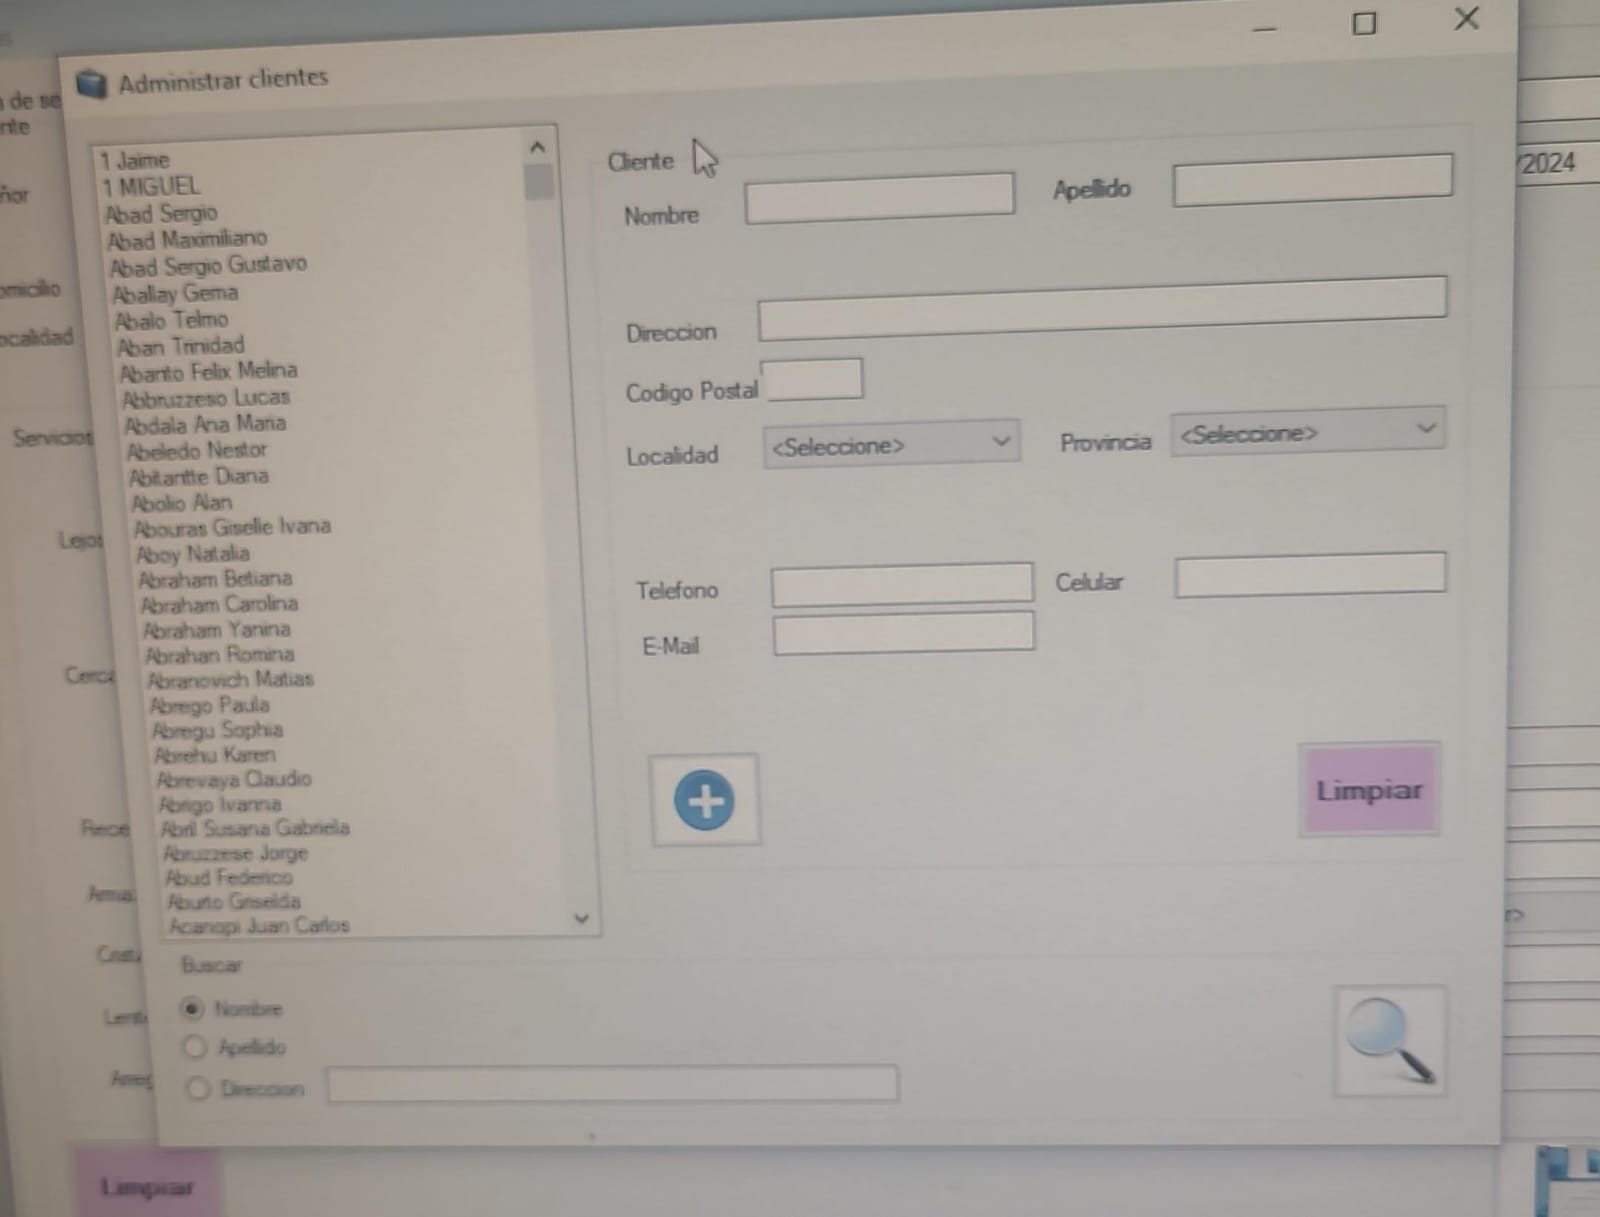 Administrar clientes
1 Jaime
1 MIGUEL
Abad Sergio
Abad Maximiliano
Abad Sergio Gustavo
Aballay Gema
Abalo Telmo
Aban Trinidad
Abanto Felix Melina
Abbruzzeso Lucas
Abdala Ana Maria
Abeledo Nestor
Abitantte Diana
Abolio Alan
Abouras Giselle Ivana
Aboy Natalia
Abraham Betiana
Abraham Carolina
Abraham Yanina
Abrahan Romina
Abranovich Matias
Abrego Paula
Abregu Sophia
Abrehu Karen
Abrevaya Claudio
Abrigo Ivanna
Abril Susana Gabriela
Abruzzese Jorge
Abud Federico
Aburto Griselda
Acanopi Juan Carlos
Cliente
Nombre
Apellido
Direccion
Codigo Postal
Localidad
<Seleccione>
Provincia
<Seleccione>
Telefono
Celular
E-Mail
Limpiar
Buscar
Nombre
Apellido
Direccion
de se
nte
ñor
omicilio
ocalidad
Servicios
Lejos
Cerca
Rece
Arma
/2024
Limpiar